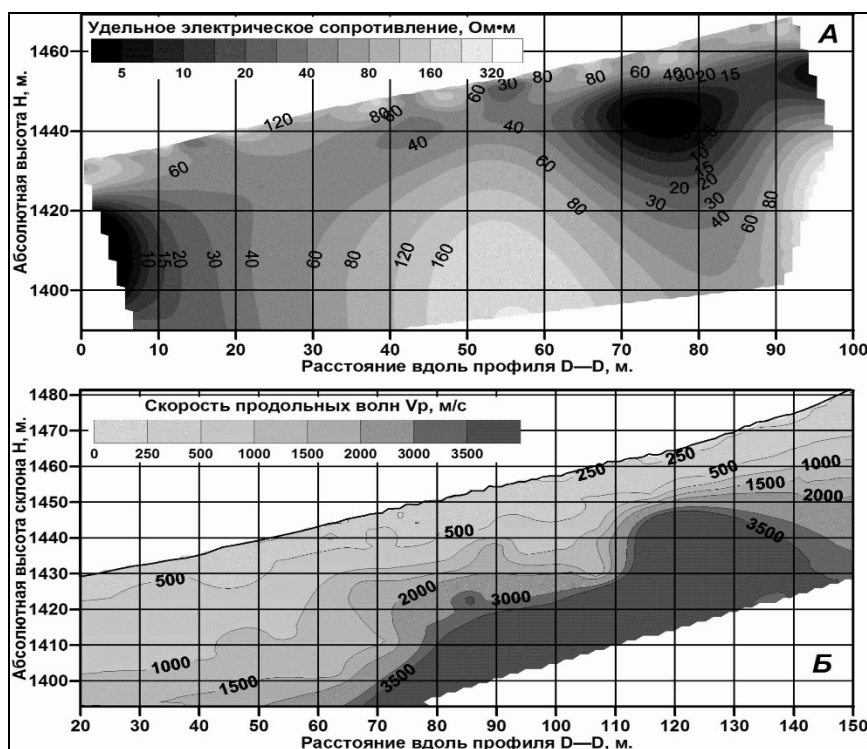 Удельное электрическое сопротивление, Ом•м
А
5 10 20 40 80 160 320
Абсолютная высота Н, м.
1460
1440
1420
1400
120 80 60 60 30 80 80 60 40 30 20 15
60 40 40 60 80
10 15 20 20 30 30 40 60 80
10 15 20 30 40 60 80 120 160
0 10 20 30 40 50 60 70 80 90 100
Расстояние вдоль профиля D—D, м.
Скорость продольных волн Vp, м/с
0 250 500 1000 1500 2000 3000 3500
Абсолютная высота склона Н, м.
1480
1470
1460
1450
1440
1430
1420
1410
1400
250 250 500 1000
1500
2000
500
3500
500 2000 3000
1000 1500 3500
Б
20 30 40 50 60 70 80 90 100 110 120 130 140 150
Расстояние вдоль профиля D—D, м.